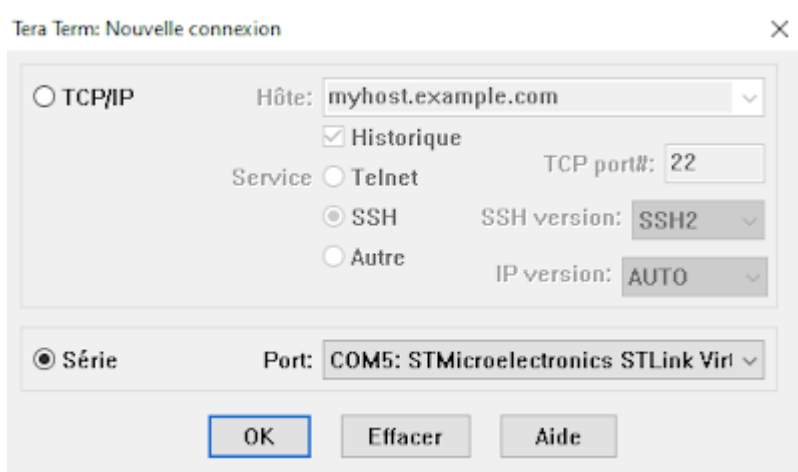 Tera Term: Nouvelle connexion
TCP/IP Hôte: myhost.example.com
Historique
Service Telnet TCP port#: 22
SSH SSH version: SSH2
Autre IP version: AUTO
Série Port: COM5: STMicroelectronics STLink Virt
OK Effacer Aide